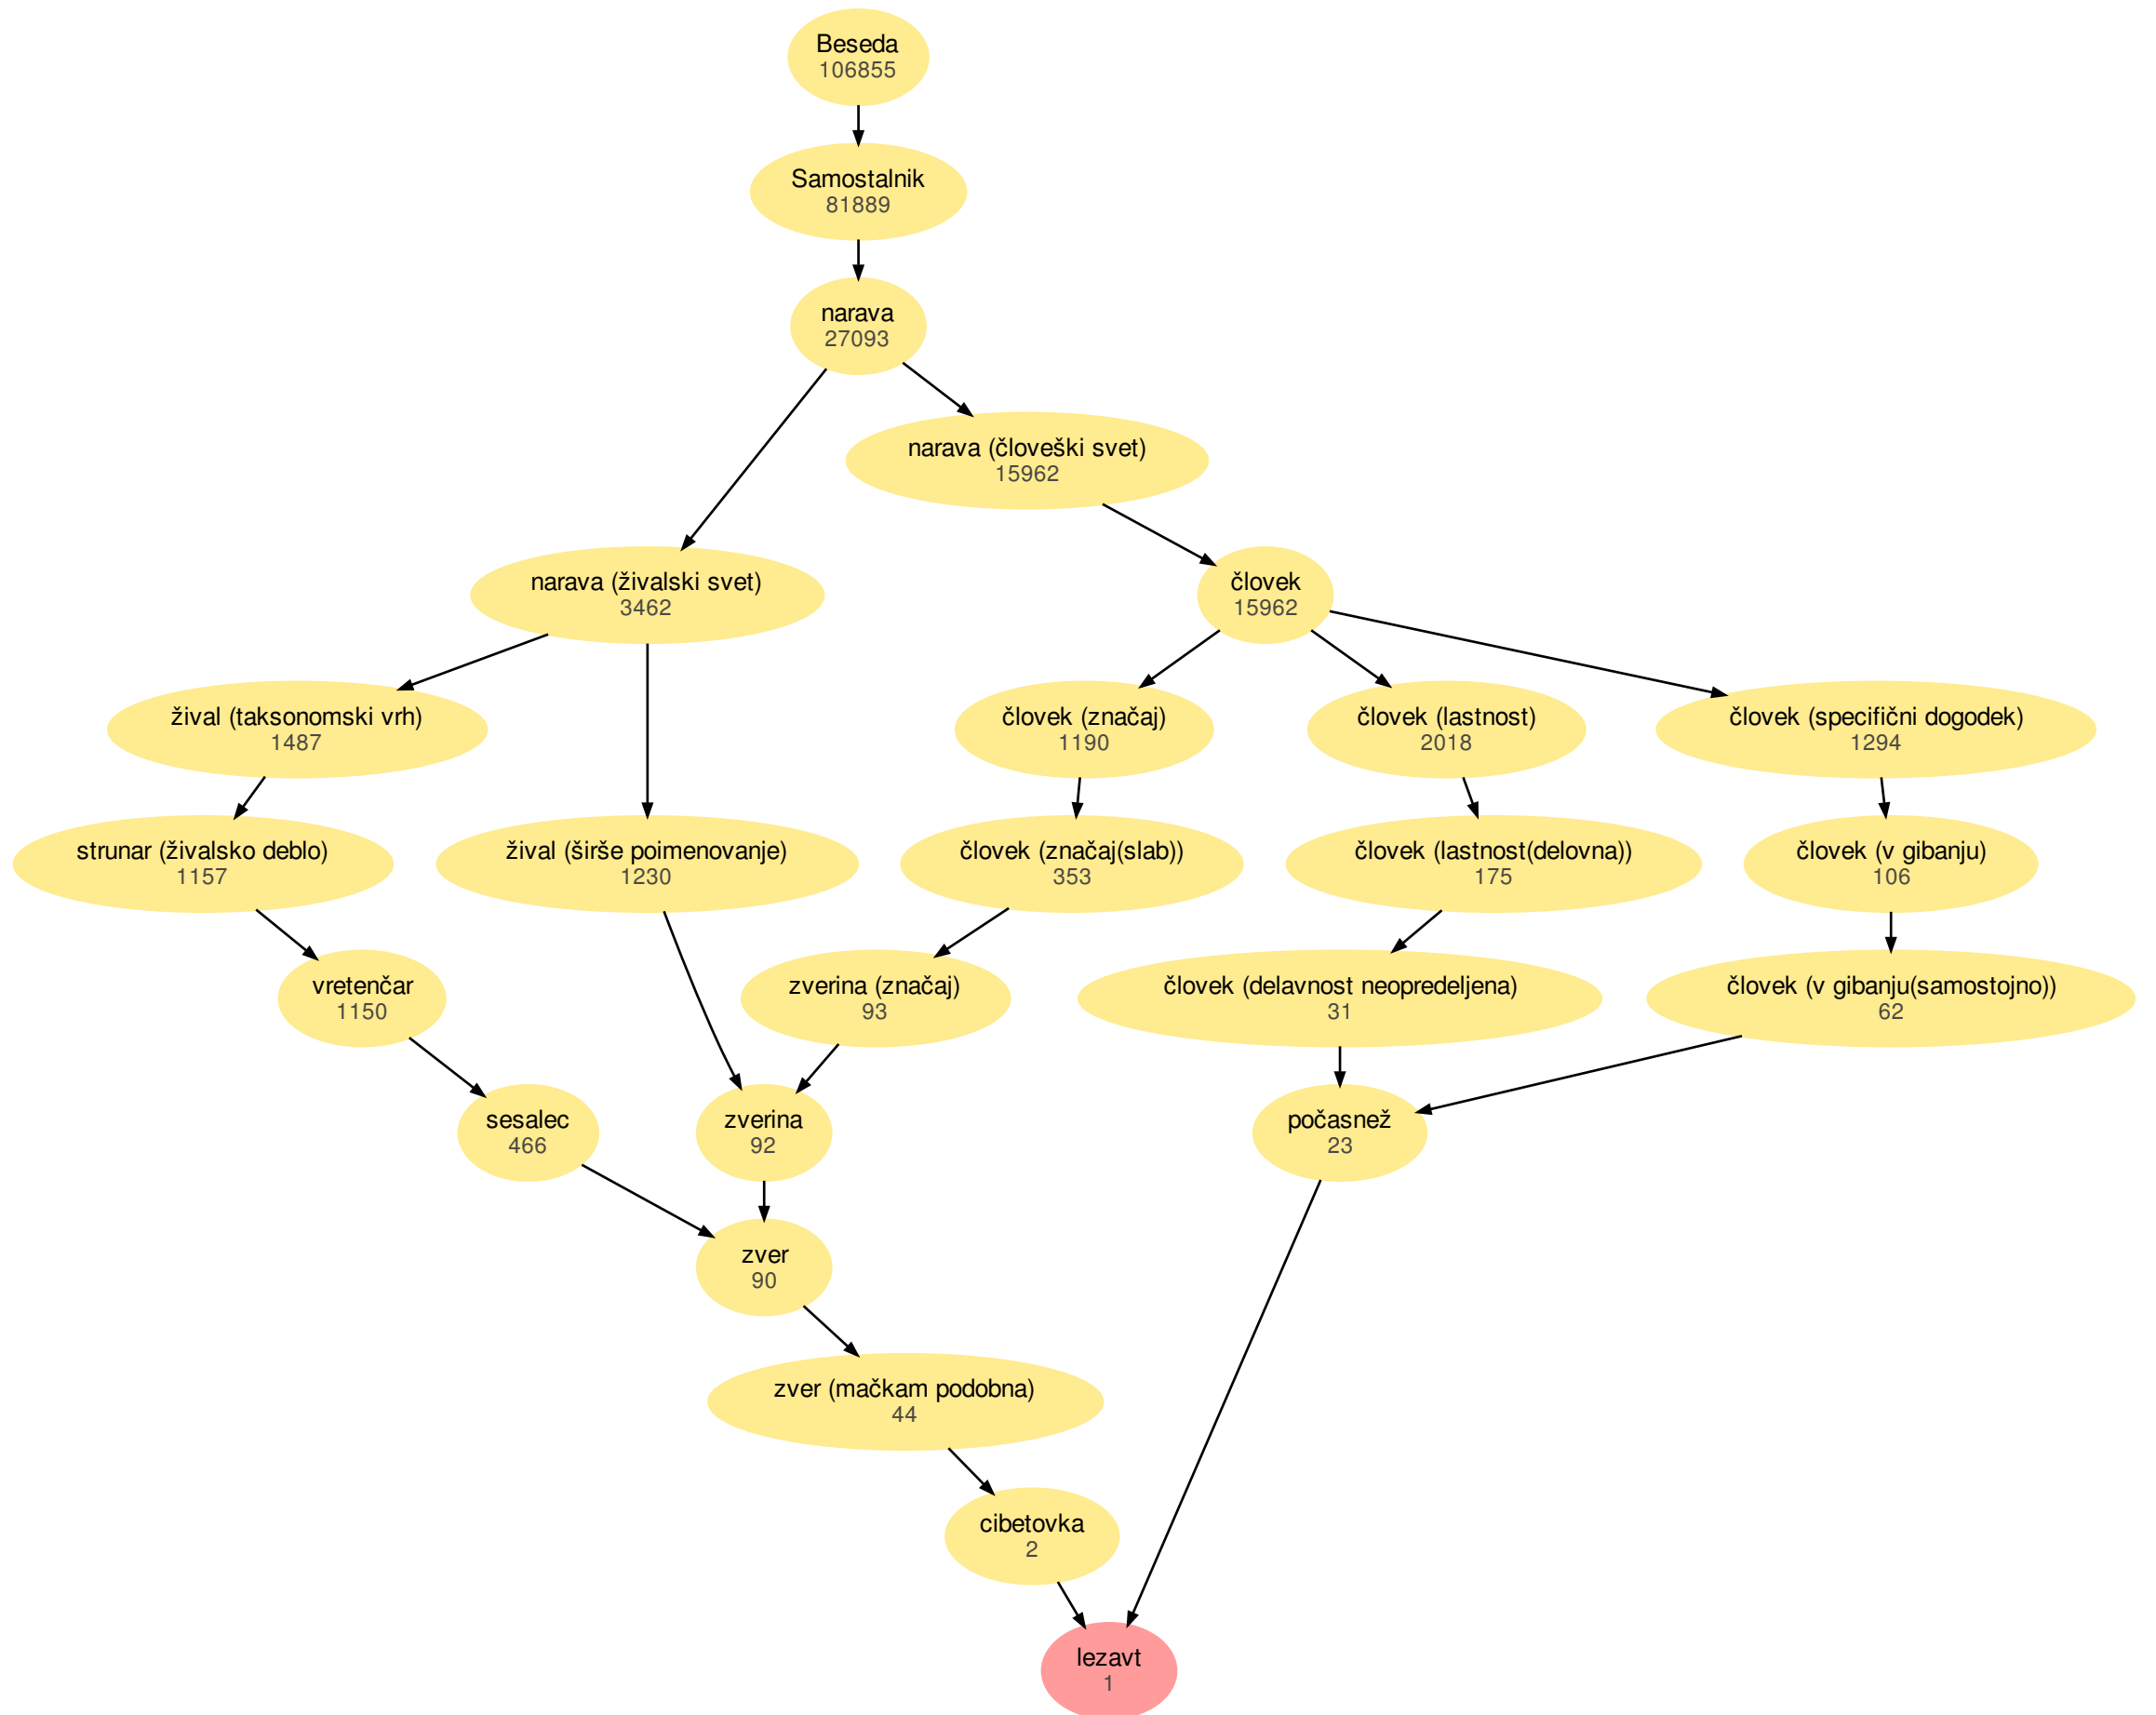 Beseda
106855
Samostalnik
81889
narava
27093
narava (človeški svet)
15962
narava (živalski svet)
3462
človek
15962
žival (taksonomski vrh)
1487
človek (značaj)
1190
človek (lastnost)
2018
človek (specifični dogodek)
1294
strunar (živalsko deblo)
1157
žival (širše poimenovanje)
1230
človek (značaj(slab))
353
človek (lastnost(delovna))
175
človek (v gibanju)
106
vretenčar
1150
zverina (značaj)
93
človek (delavnost neopredeljena)
31
človek (v gibanju(samostojno))
62
sesalec
466
zverina
92
počasnež
23
zver
90
zver (mačkam podobna)
44
cibetovka
2
lezavt
1